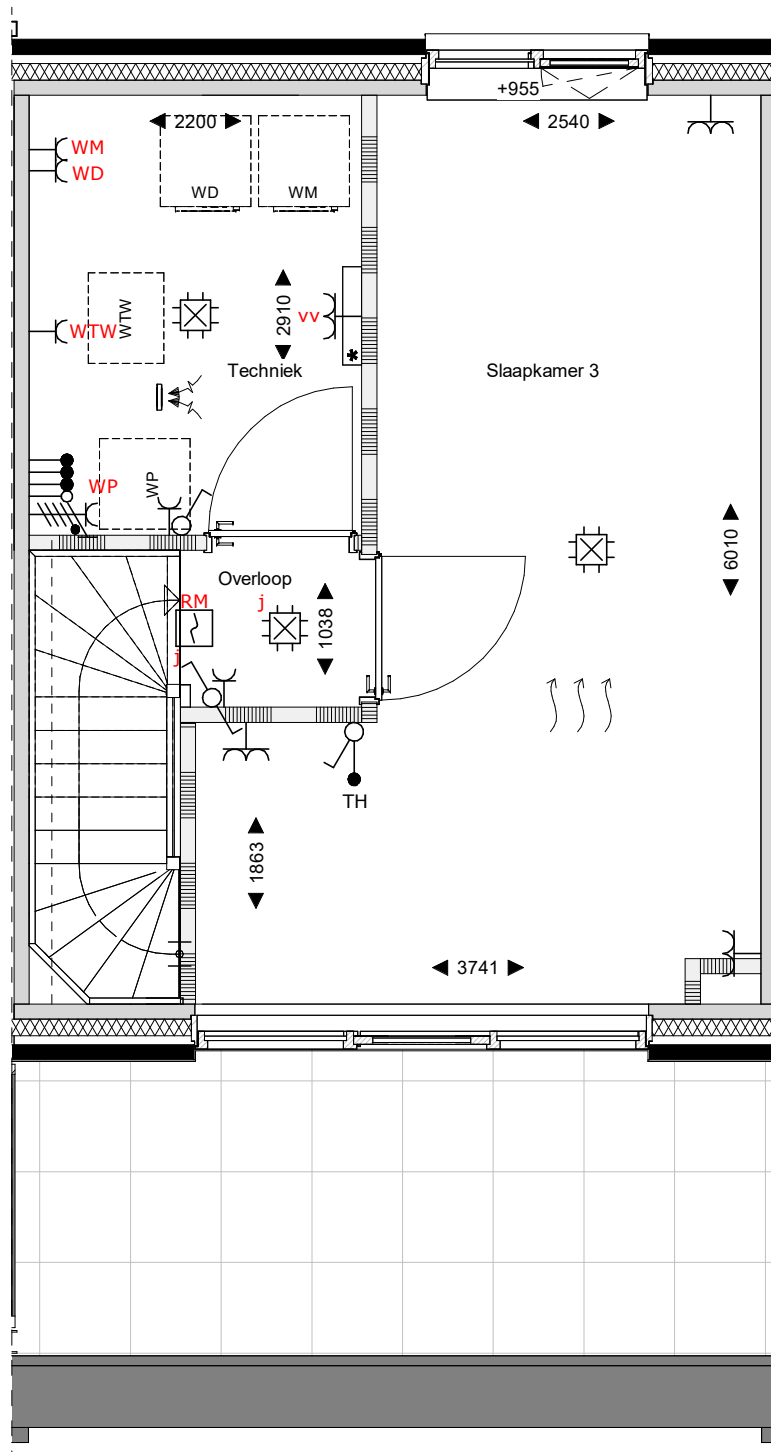 +955
2200
2540
WM
WD
WD
WM
WTW
WTW
2910
vv
*
Techniek
Slaapkamer 3
WP
WP
6010
Overloop
RM
j
1038
j
TH
1863
3741